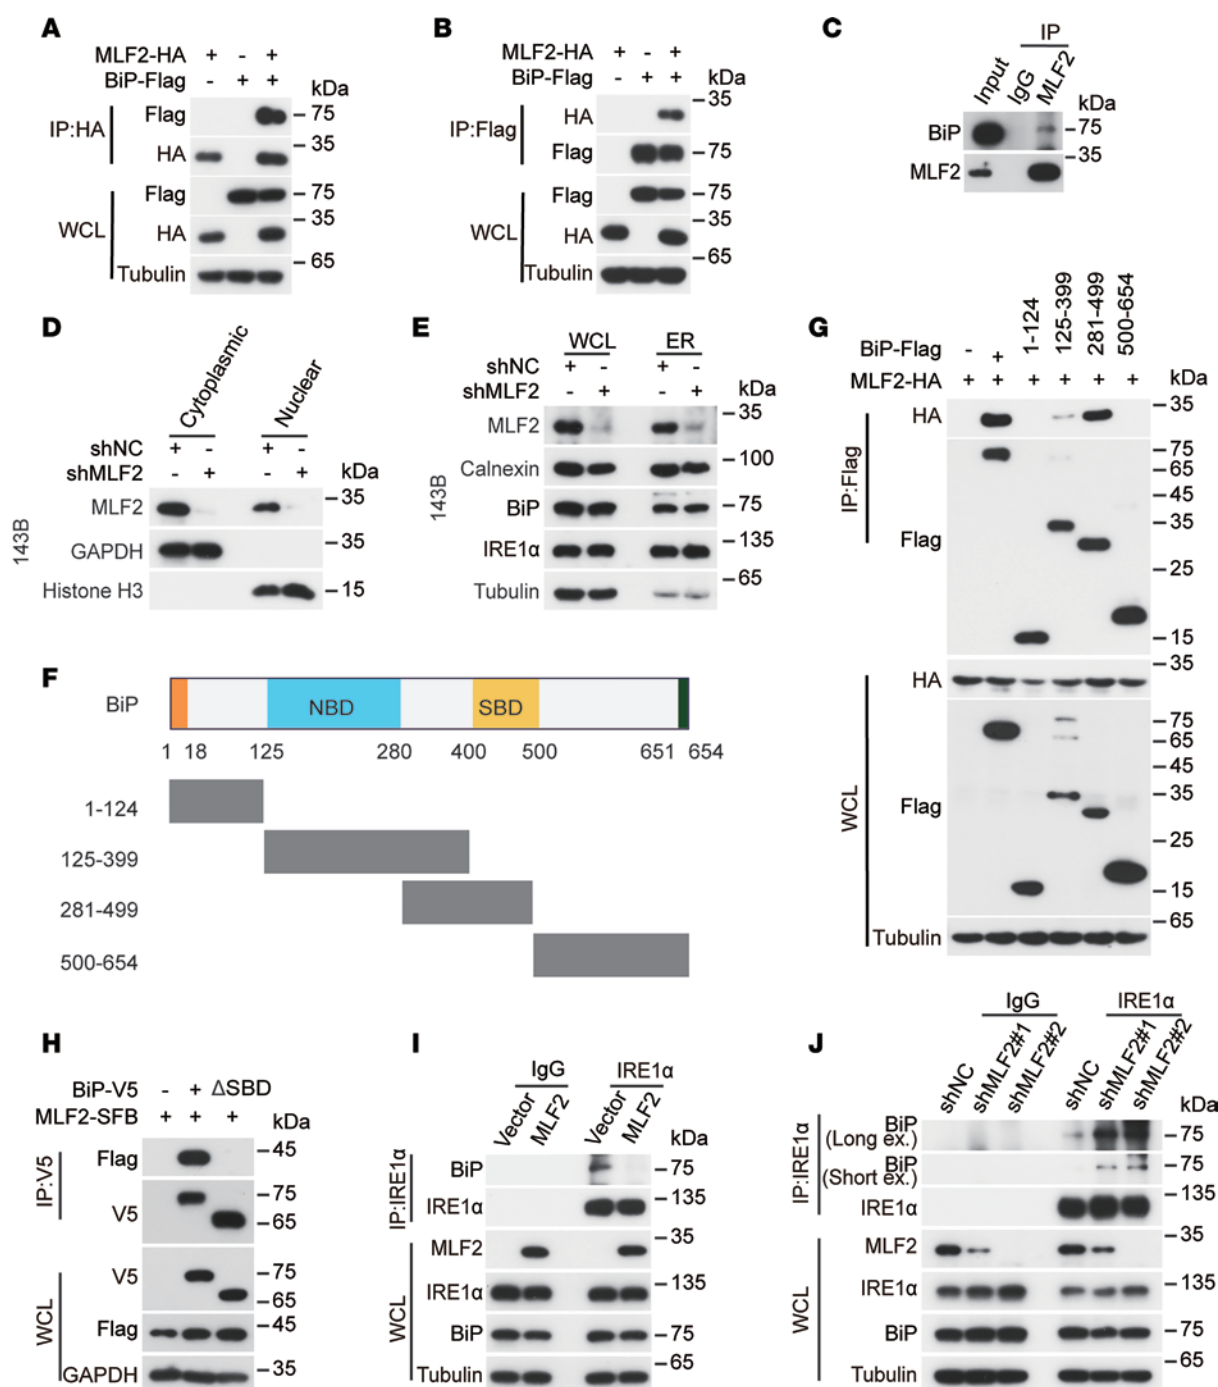 A
MLF2-HA + - +
BiP-Flag - + +
kDa
IP:HA
Flag 75
35
HA
WCL
Flag 75
35
HA
65
Tubulin
B
MLF2-HA + - +
BiP-Flag - + +
kDa
35
IP:Flag
HA
Flag 75
WCL
Flag 75
35
HA
65
Tubulin
C
IP
Input IgG MLF2
kDa
BiP 75
35
MLF2
D
Cytoplasmic Nuclear
shNC + - + -
shMLF2 - + - +
kDa
143B
MLF2 35
GAPDH 35
Histone H3 15
E
WCL ER
shNC + - + -
shMLF2 - + - +
kDa
143B
35
MLF2
Calnexin 100
BiP 75
IRE1α 135
65
Tubulin
F
BiP
NBD SBD
1 18 125 280 400 500 651 654
1-124
125-399
281-499
500-654
G
BiP-Flag - + 1-124 125-399 281-499 500-654
MLF2-HA + + + + + +
kDa
IP:Flag
HA 35
75
65
45
35
Flag
25
15
WCL
HA 35
75
65
45
35
Flag
25
15
65
Tubulin
H
BiP-V5 - + ΔSBD
MLF2-SFB + + +
kDa
IP:V5
Flag 45
75
V5 65
WCL
V5 75
65
Flag 45
GAPDH 35
I
IgG IRE1α
Vector MLF2 Vector MLF2
kDa
IP:IRE1α
BiP 75
IRE1α 135
WCL
MLF2 35
IRE1α 135
BiP 75
65
Tubulin
J
IgG IRE1α
shNC shMLF2#1 shMLF2#2 shNC shMLF2#1 shMLF2#2
kDa
IP:IRE1α
BiP
(Long ex.) 75
BiP
(Short ex.) 75
IRE1α 135
WCL
MLF2 35
IRE1α 135
BiP 75
65
Tubulin